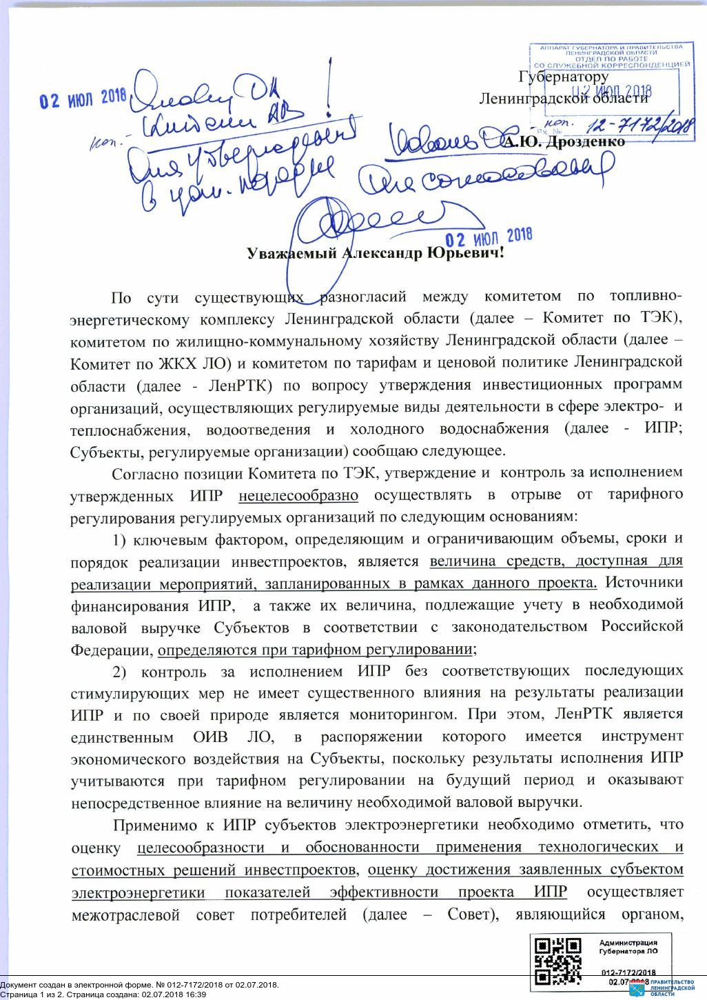 АППАРАТ ГУБЕРНАТОРА И ПРАВИТЕЛЬСТВА
ЛЕНИНГРАДСКОЙ ОБЛАСТИ
ОТДЕЛ ПО РАБОТЕ
СО СЛУЖЕБНОЙ КОРРЕСПОНДЕНЦИЕЙ
02 ИЮЛ 2018
12-7172/2018
Губернатору
Ленинградской области
А.Ю. Дрозденко
02 ИЮЛ 2018
Для утверждения
Для согласования
02 ИЮЛ 2018
Уважаемый Александр Юрьевич!
По сути существующих разногласий между комитетом по топливно-
энергетическому комплексу Ленинградской области (далее – Комитет по ТЭК),
комитетом по жилищно-коммунальному хозяйству Ленинградской области (далее –
Комитет по ЖКХ ЛО) и комитетом по тарифам и ценовой политике Ленинградской
области (далее - ЛенРТК) по вопросу утверждения инвестиционных программ
организаций, осуществляющих регулируемые виды деятельности в сфере электро- и
теплоснабжения, водоотведения и холодного водоснабжения (далее - ИПР;
Субъекты, регулируемые организации) сообщаю следующее.
Согласно позиции Комитета по ТЭК, утверждение и контроль за исполнением
утвержденных ИПР нецелесообразно осуществлять в отрыве от тарифного
регулирования регулируемых организаций по следующим основаниям:
1) ключевым фактором, определяющим и ограничивающим объемы, сроки и
порядок реализации инвестпроектов, является величина средств, доступная для
реализации мероприятий, запланированных в рамках данного проекта. Источники
финансирования ИПР, а также их величина, подлежащие учету в необходимой
валовой выручке Субъектов в соответствии с законодательством Российской
Федерации, определяются при тарифном регулировании;
2) контроль за исполнением ИПР без соответствующих последующих
стимулирующих мер не имеет существенного влияния на результаты реализации
ИПР и по своей природе является мониторингом. При этом, ЛенРТК является
единственным ОИВ ЛО, в распоряжении которого имеется инструмент
экономического воздействия на Субъекты, поскольку результаты исполнения ИПР
учитываются при тарифном регулировании на будущий период и оказывают
непосредственное влияние на величину необходимой валовой выручки.
Применимо к ИПР субъектов электроэнергетики необходимо отметить, что
оценку целесообразности и обоснованности применения технологических и
стоимостных решений инвестпроектов, оценку достижения заявленных субъектом
электроэнергетики показателей эффективности проекта ИПР осуществляет
межотраслевой совет потребителей (далее – Совет), являющийся органом,
Администрация
Губернатора ЛО
012-7172/2018
02.07.2018
ПРАВИТЕЛЬСТВО
ЛЕНИНГРАДСКОЙ
ОБЛАСТИ
Документ создан в электронной форме. № 012-7172/2018 от 02.07.2018.
Страница 1 из 2. Страница создана: 02.07.2018 16:39